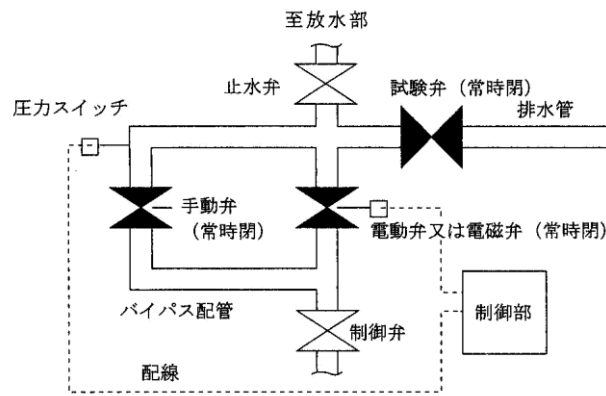 至放水部
止水弁
試験弁（常時閉）
圧力スイッチ
排水管
手動弁
（常時閉）
電動弁又は電磁弁（常時閉）
制御部
バイパス配管
制御弁
配線